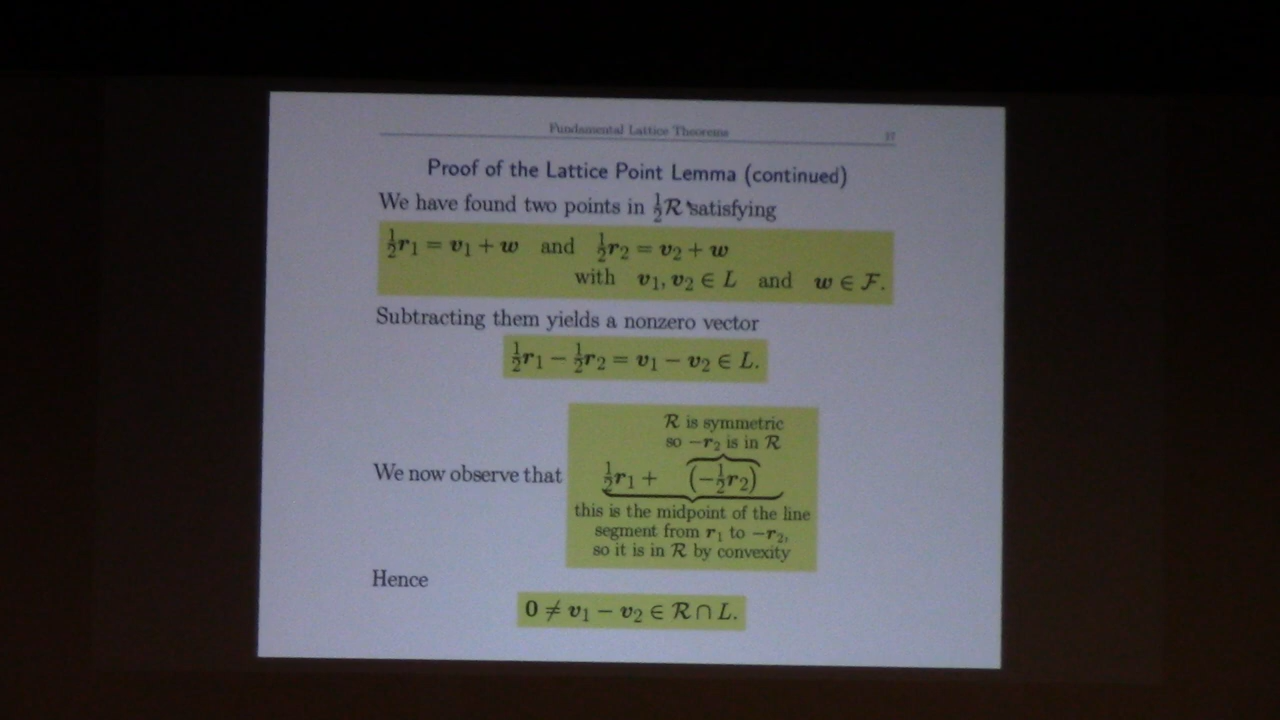 Fundamental Lattice Theorems
Proof of the Lattice Point Lemma (continued)
We have found two points in ½ℛ satisfying
½r₁ = v₁ + w and ½r₂ = v₂ + w
with v₁, v₂ ∈ L and w ∈ ℱ.
Subtracting them yields a nonzero vector
½r₁ − ½r₂ = v₁ − v₂ ∈ L.
ℛ is symmetric
so −r₂ is in ℛ
We now observe that ½r₁ + (−½r₂)
this is the midpoint of the line
segment from r₁ to −r₂,
so it is in ℛ by convexity
Hence
0 ≠ v₁ − v₂ ∈ ℛ ∩ L.